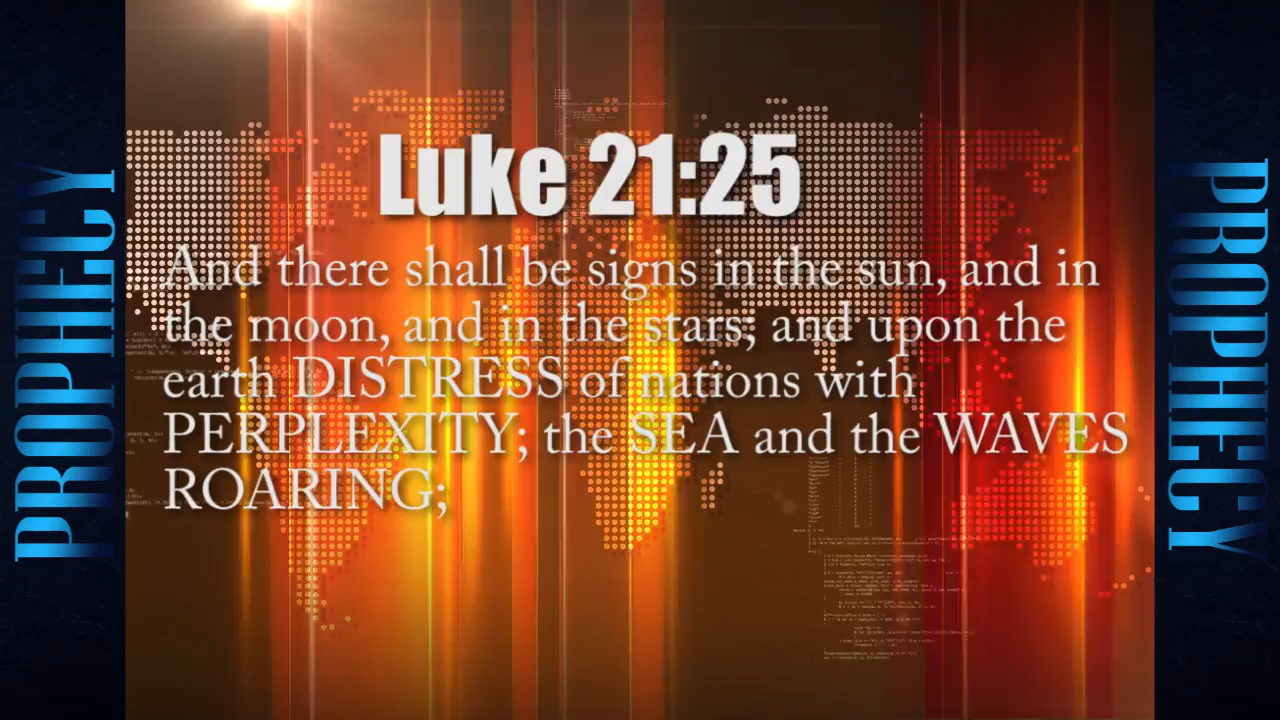 PROPHECY
Luke 21:25
And there shall be signs in the sun, and in
the moon, and in the stars; and upon the
earth DISTRESS of nations with
PERPLEXITY; the SEA and the WAVES
ROARING;
PROPHECY